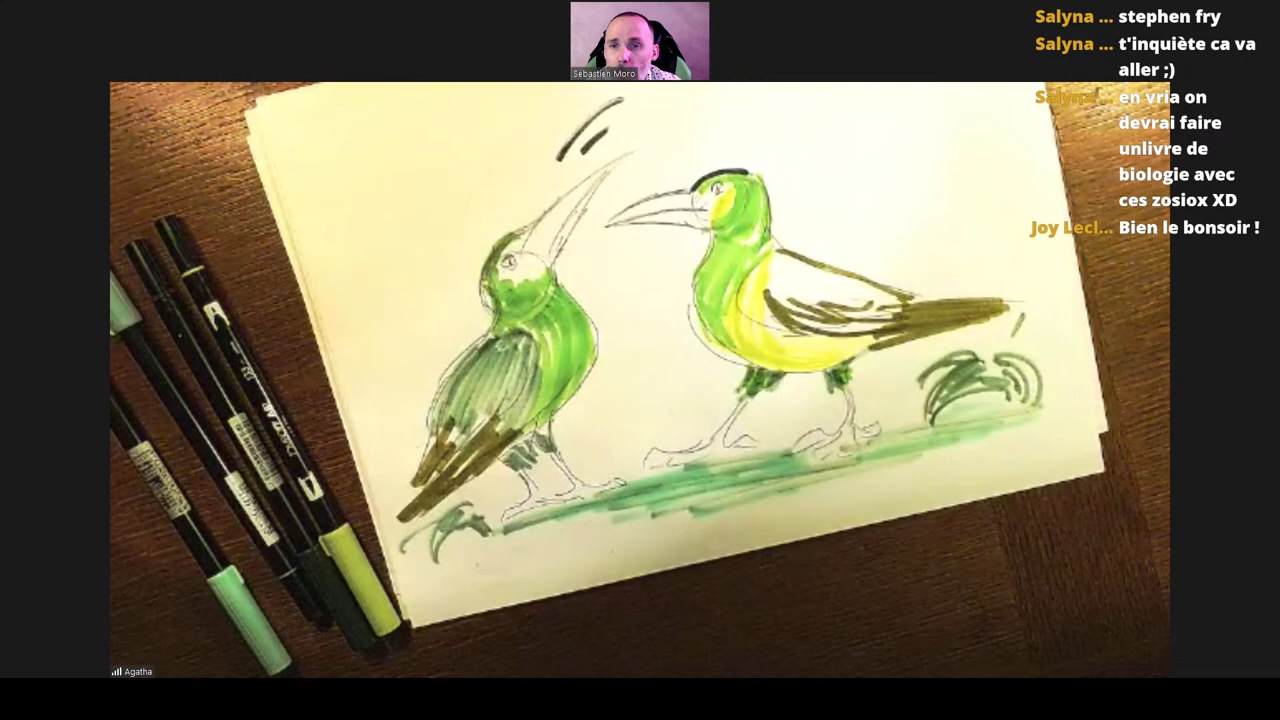 Sébastien Moro
Salyna ... stephen fry
Salyna ... t'inquiète ca va
aller ;)
Salyna ... en vria on
devrai faire
unlivre de
biologie avec
ces zosiox XD
Joy Lecl... Bien le bonsoir !
Agatha